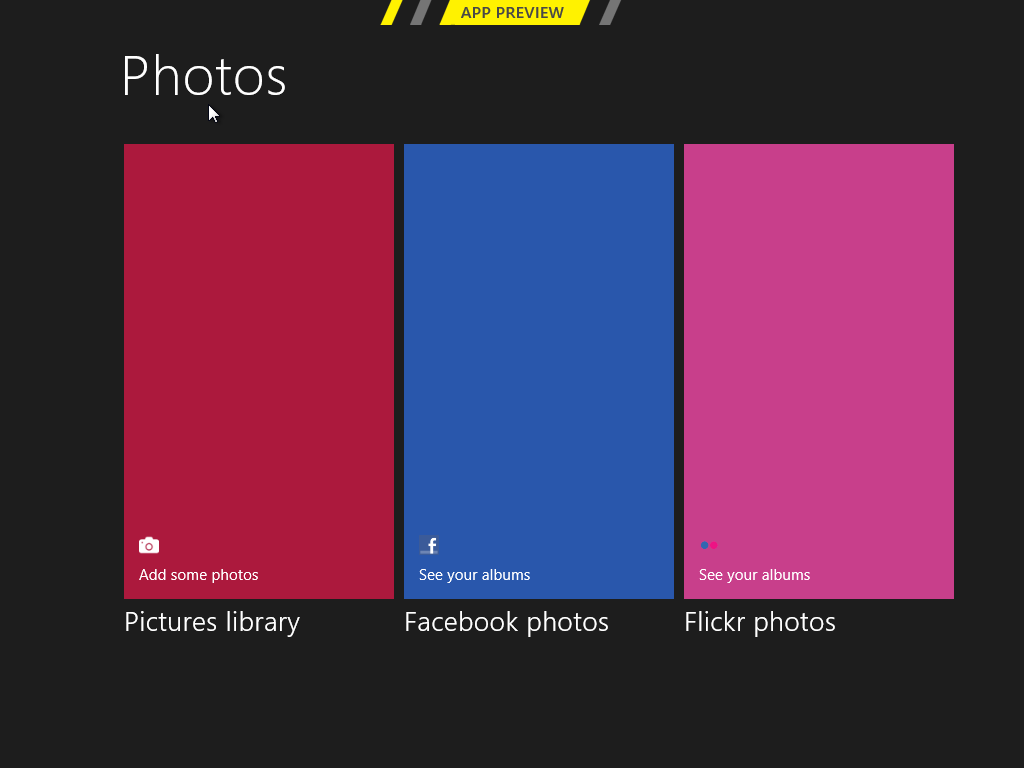 APP PREVIEW
Photos
Add some photos
See your albums
See your albums
Pictures library
Facebook photos
Flickr photos